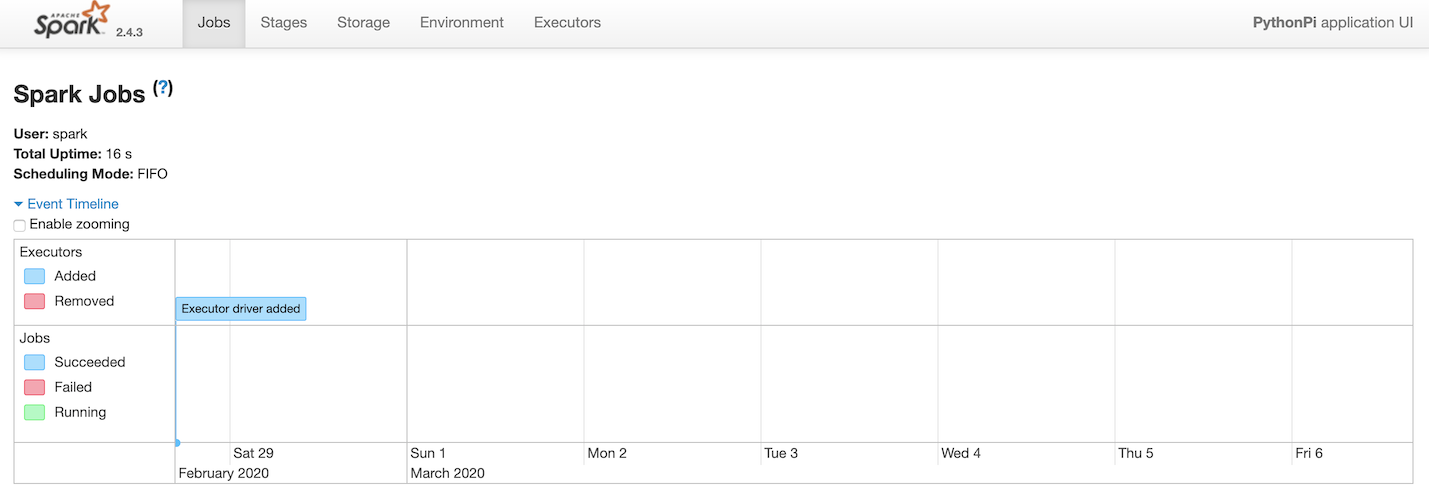 APACHE
Spark 2.4.3 Jobs Stages Storage Environment Executors PythonPi application UI
Spark Jobs (?)
User: spark
Total Uptime: 16 s
Scheduling Mode: FIFO
Event Timeline
Enable zooming
Executors
Added
Removed
Executor driver added
Jobs
Succeeded
Failed
Running
Sat 29 Sun 1 Mon 2 Tue 3 Wed 4 Thu 5 Fri 6
February 2020 March 2020